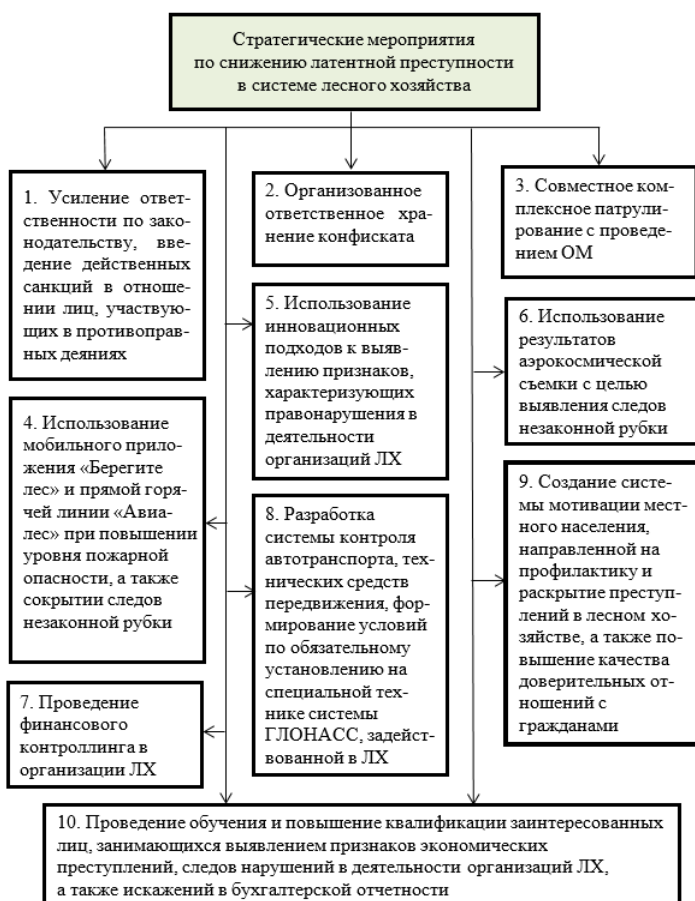 Стратегические мероприятия
по снижению латентной преступности
в системе лесного хозяйства
1. Усиление ответ-
ственности по зако-
нодательству, вве-
дение действенных
санкций в отноше-
нии лиц, участвую-
щих в противоправ-
ных деяниях
2. Организованное
ответственное хра-
нение конфиската
3. Совместное ком-
плексное патрули-
рование с проведе-
нием ОМ
4. Использование
мобильного прило-
жения «Берегите
лес» и прямой горя-
чей линии «Авиа-
лес» при повышении
уровня пожарной
опасности, а также
сокрытии следов
незаконной рубки
5. Использование
инновационных
подходов к выяв-
лению признаков,
характеризующих
правонарушения в
деятельности
организаций ЛХ
6. Использование
результатов
аэрокосмической
съемки с целью
выявления следов
незаконной рубки
7. Проведение
финансового
контроллинга в
организации ЛХ
8. Разработка
системы контроля
автотранспорта, тех-
нических средств
передвижения, фор-
мирование условий
по обязательному
установлению на
специальной тех-
нике системы
ГЛОНАСС, задейст-
вованной в ЛХ
9. Создание систе-
мы мотивации мест-
ного населения,
направленной на
профилактику и
раскрытие преступ-
лений в лесном хо-
зяйстве, а также по-
вышение качества
доверительных от-
ношений с
гражданами
10. Проведение обучения и повышение квалификации заинтересованных
лиц, занимающихся выявлением признаков экономических
преступлений, следов нарушений в деятельности организаций ЛХ,
а также искажений в бухгалтерской отчетности